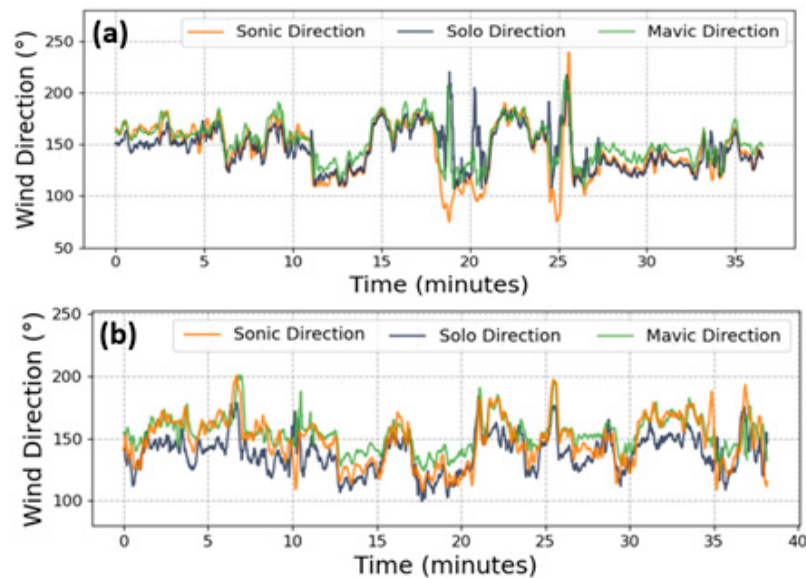 (a) Sonic Direction Solo Direction Mavic Direction
Wind Direction (°)
250
200
150
100
50
0 5 10 15 20 25 30 35
Time (minutes)
(b) Sonic Direction Solo Direction Mavic Direction
Wind Direction (°)
250
200
150
100
0 5 10 15 20 25 30 35 40
Time (minutes)